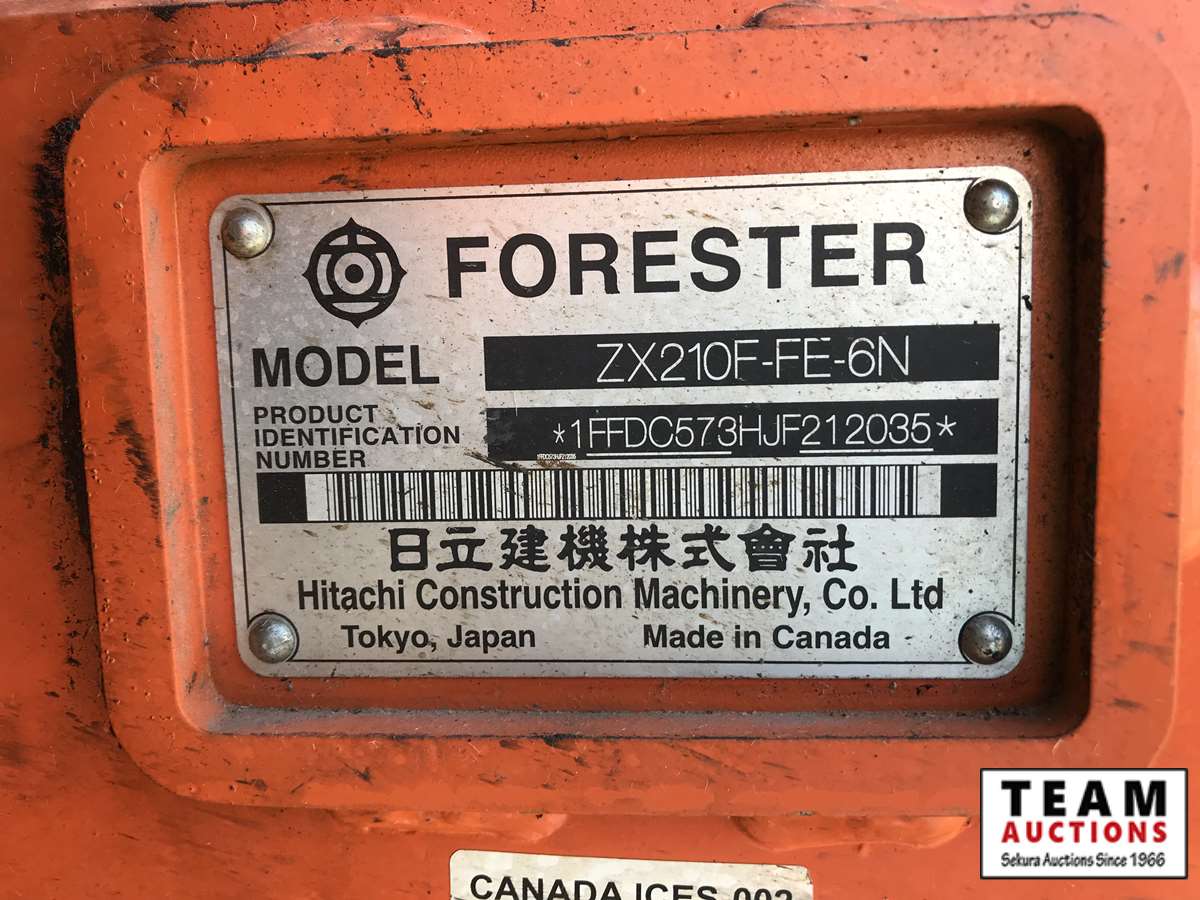 FORESTER
MODEL ZX210F-FE-6N
PRODUCT
IDENTIFICATION
NUMBER
*1FFDC573HJF212035*
1FFDC573HJF212035
日立建機株式會社
Hitachi Construction Machinery, Co. Ltd
Tokyo, Japan Made in Canada
CANADA ICES-002
TEAM
AUCTIONS
Sekura Auctions Since 1966